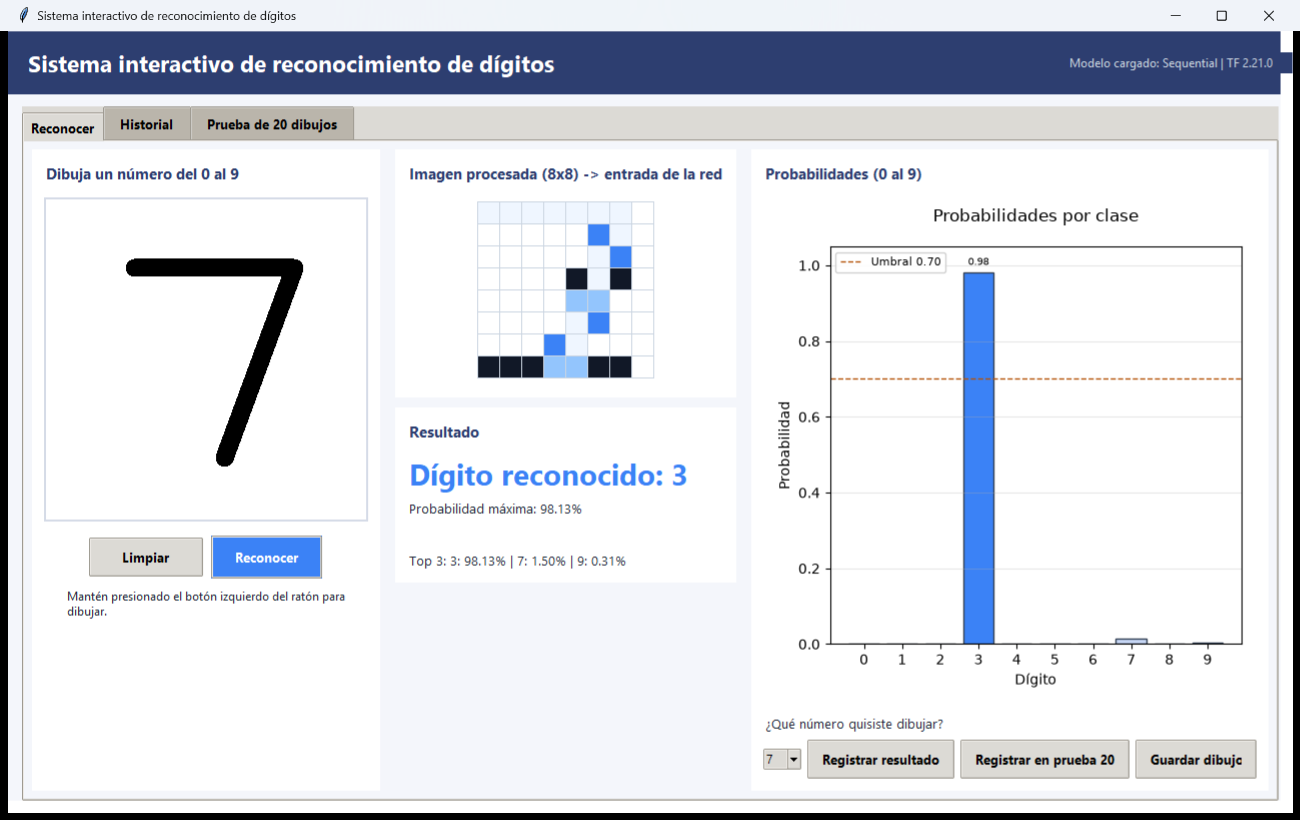 Sistema interactivo de reconocimiento de dígitos
Sistema interactivo de reconocimiento de dígitos
Modelo cargado: Sequential | TF 2.21.0
Reconocer
Historial
Prueba de 20 dibujos
Dibuja un número del 0 al 9
7
Limpiar
Reconocer
Mantén presionado el botón izquierdo del ratón para
dibujar.
Imagen procesada (8x8) -> entrada de la red
Resultado
Dígito reconocido: 3
Probabilidad máxima: 98.13%
Top 3: 3: 98.13% | 7: 1.50% | 9: 0.31%
Probabilidades (0 al 9)
Probabilidades por clase
Umbral 0.70
0.98
1.0
0.8
0.6
0.4
0.2
0.0
Probabilidad
0 1 2 3 4 5 6 7 8 9
Dígito
¿Qué número quisiste dibujar?
7
Registrar resultado
Registrar en prueba 20
Guardar dibujo